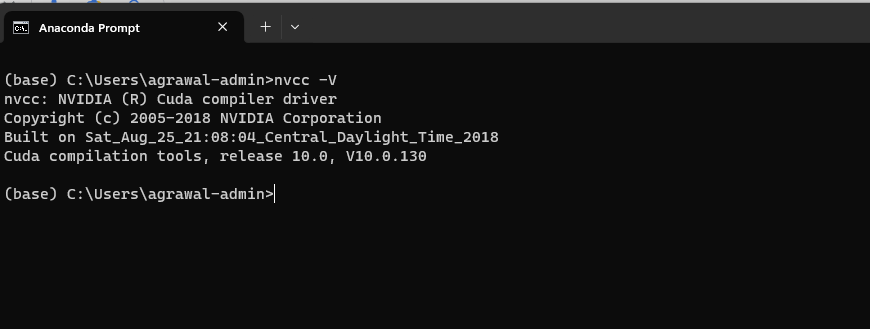 Anaconda Prompt
(base) C:\Users\agrawal-admin>nvcc -V
nvcc: NVIDIA (R) Cuda compiler driver
Copyright (c) 2005-2018 NVIDIA Corporation
Built on Sat_Aug_25_21:08:04_Central_Daylight_Time_2018
Cuda compilation tools, release 10.0, V10.0.130
(base) C:\Users\agrawal-admin>